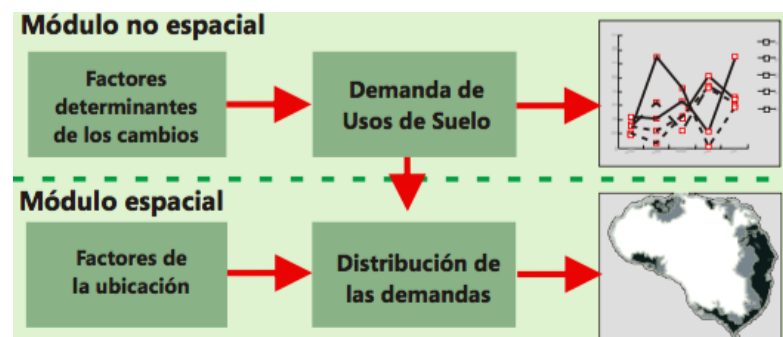 Módulo no espacial
Factores
determinantes
de los cambios
Demanda de
Usos de Suelo
Módulo espacial
Factores de
la ubicación
Distribución de
las demandas